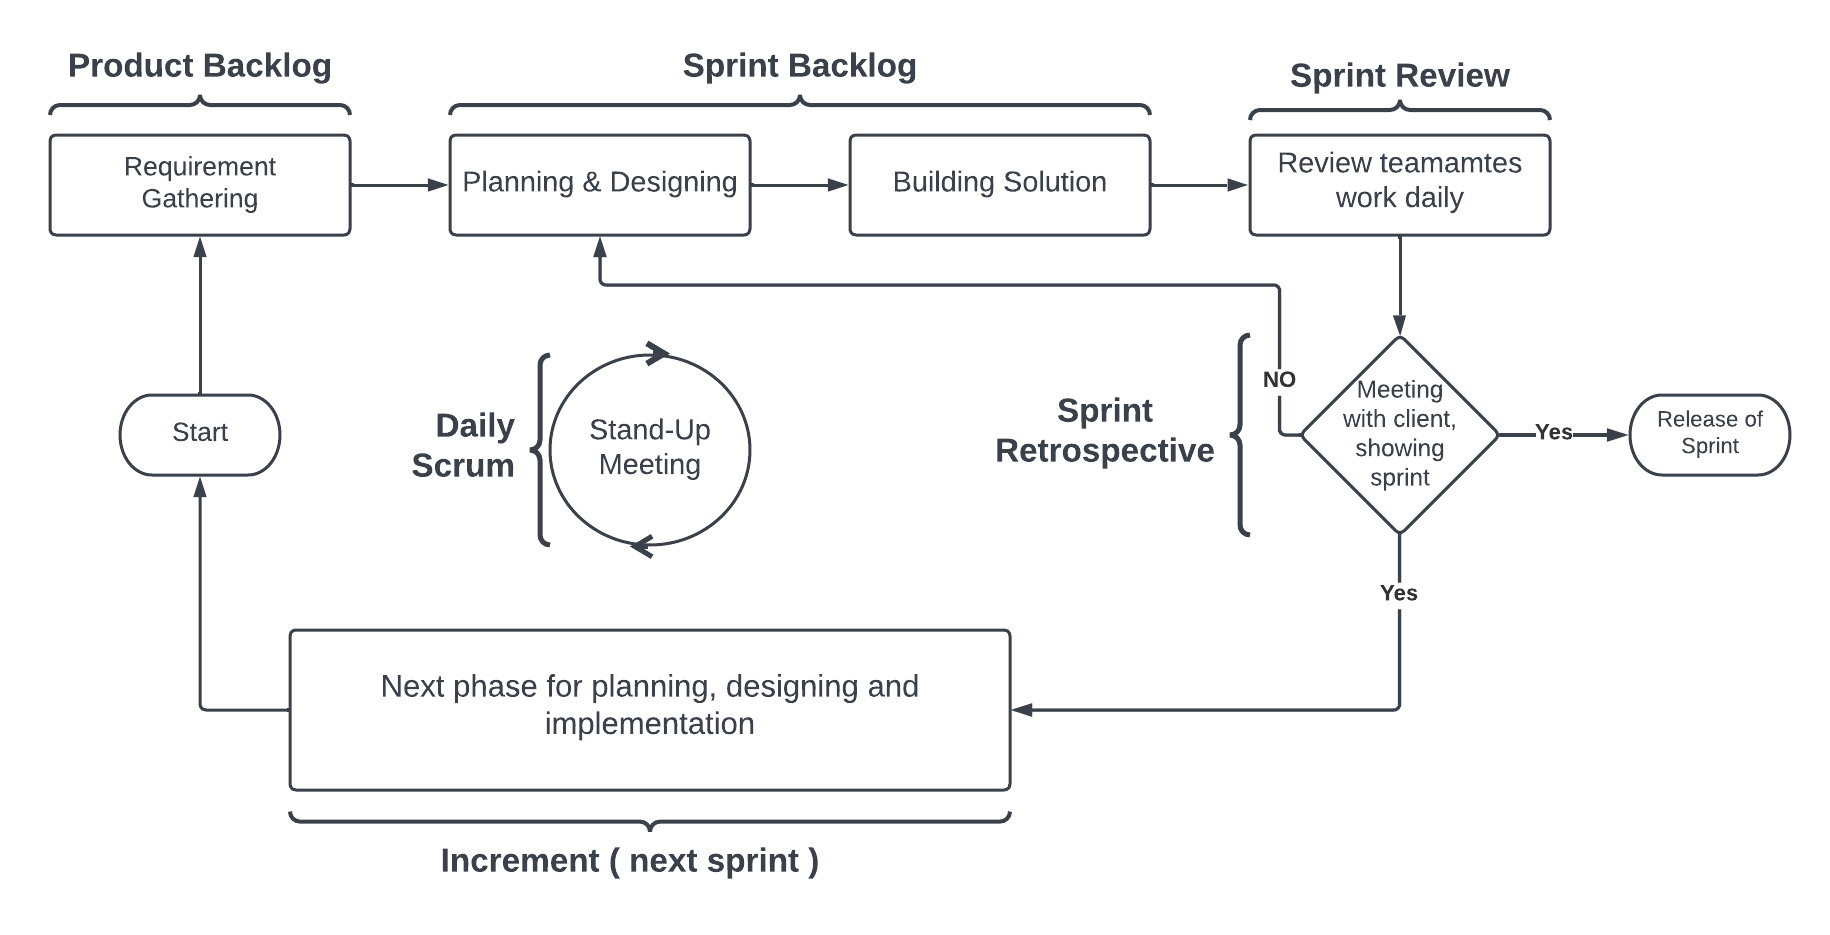 Product Backlog
Sprint Backlog
Sprint Review
Requirement
Gathering
Planning & Designing
Building Solution
Review teamamtes
work daily
NO
Start
Daily
Scrum
Stand-Up
Meeting
Sprint
Retrospective
Meeting
with client,
showing
sprint
Yes
Release of
Sprint
Yes
Next phase for planning, designing and
implementation
Increment ( next sprint )